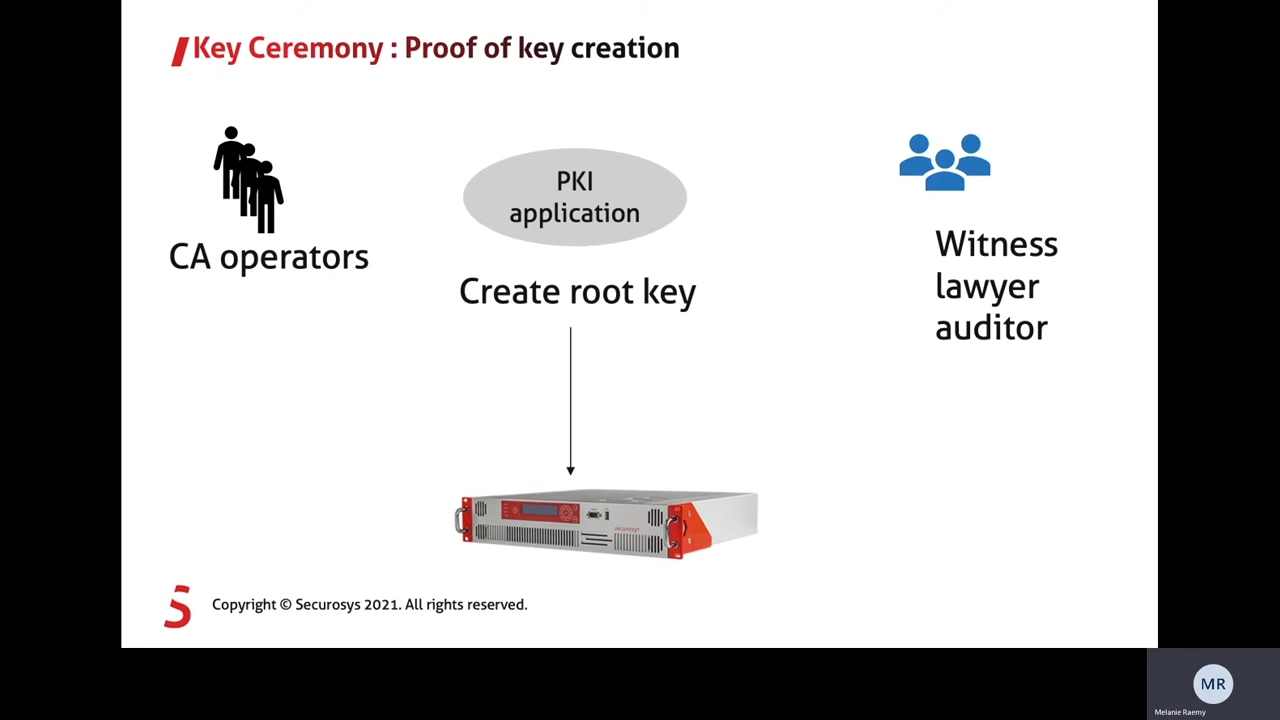 Key Ceremony : Proof of key creation
PKI
application
CA operators
Create root key
Witness
lawyer
auditor
securosys
Copyright © Securosys 2021. All rights reserved.
MR
Melanie Raemy